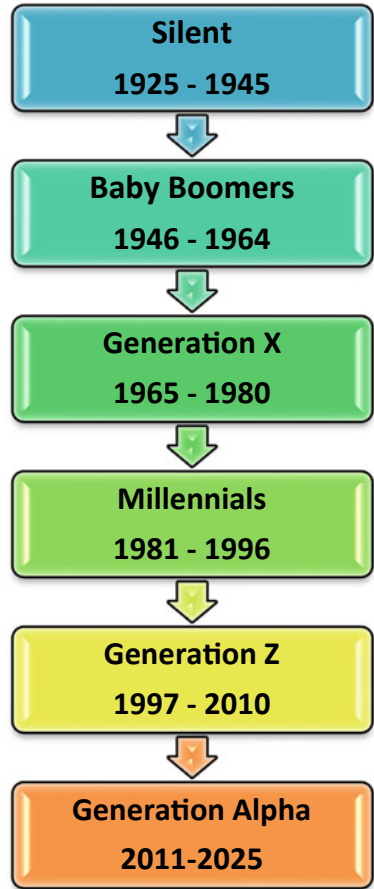 Silent
1925 - 1945
Baby Boomers
1946 - 1964
Generation X
1965 - 1980
Millennials
1981 - 1996
Generation Z
1997 - 2010
Generation Alpha
2011-2025